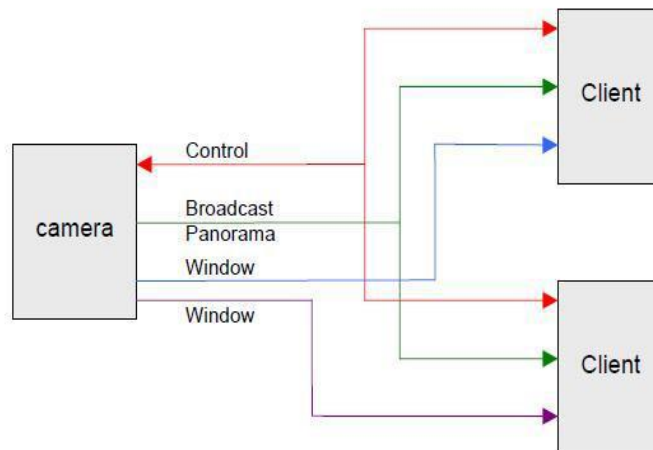 Client
Control
camera
Broadcast
Panorama
Window
Window
Client